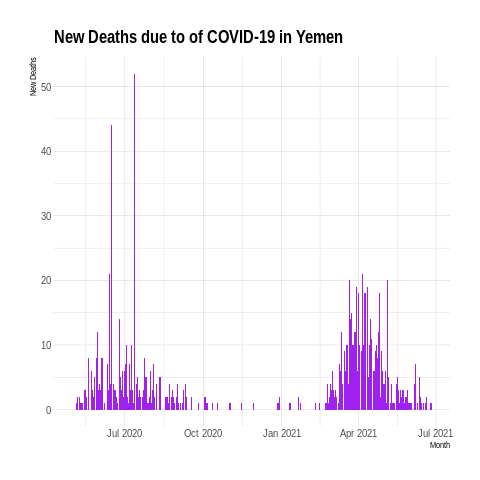 New Deaths due to of COVID-19 in Yemen
New Deaths
50
40
30
20
10
0
Jul 2020 Oct 2020 Jan 2021 Apr 2021 Jul 2021
Month